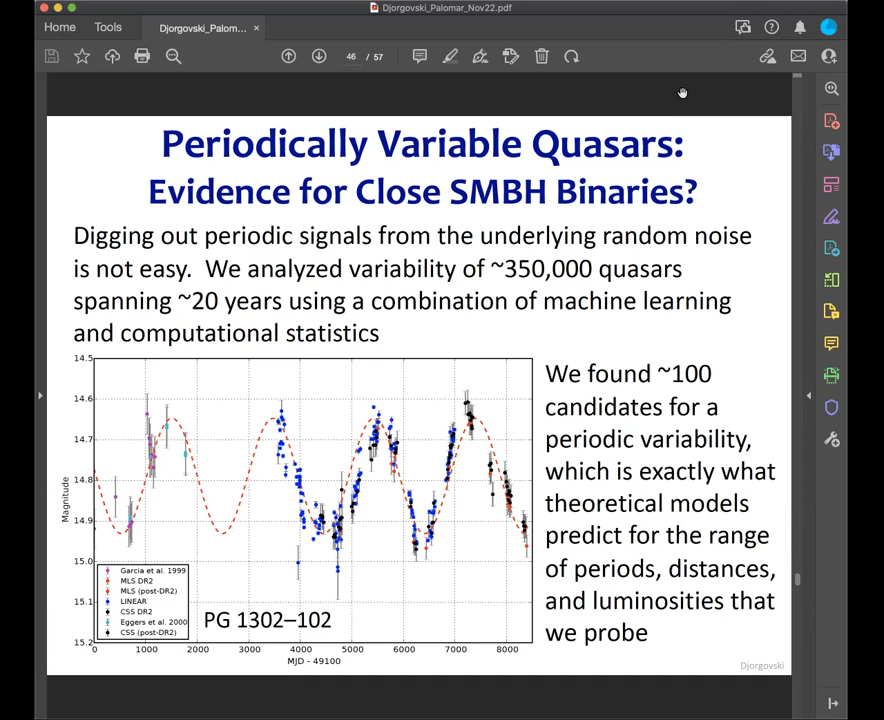 Djorgovski_Palomar_Nov22.pdf
Home Tools Djorgovski_Palom... ×
46 / 57
Periodically Variable Quasars:
Evidence for Close SMBH Binaries?
Digging out periodic signals from the underlying random noise
is not easy. We analyzed variability of ~350,000 quasars
spanning ~20 years using a combination of machine learning
and computational statistics
14.5
14.6
14.7
14.8
14.9
15.0
15.1
15.2
Magnitude
Garcia et al. 1999
MLS DR2
MLS (post-DR2)
LINEAR
CSS DR2
Eggers et al. 2000
CSS (post-DR2)
PG 1302–102
0 1000 2000 3000 4000 5000 6000 7000 8000
MJD - 49100
We found ~100
candidates for a
periodic variability,
which is exactly what
theoretical models
predict for the range
of periods, distances,
and luminosities that
we probe
Djorgovski